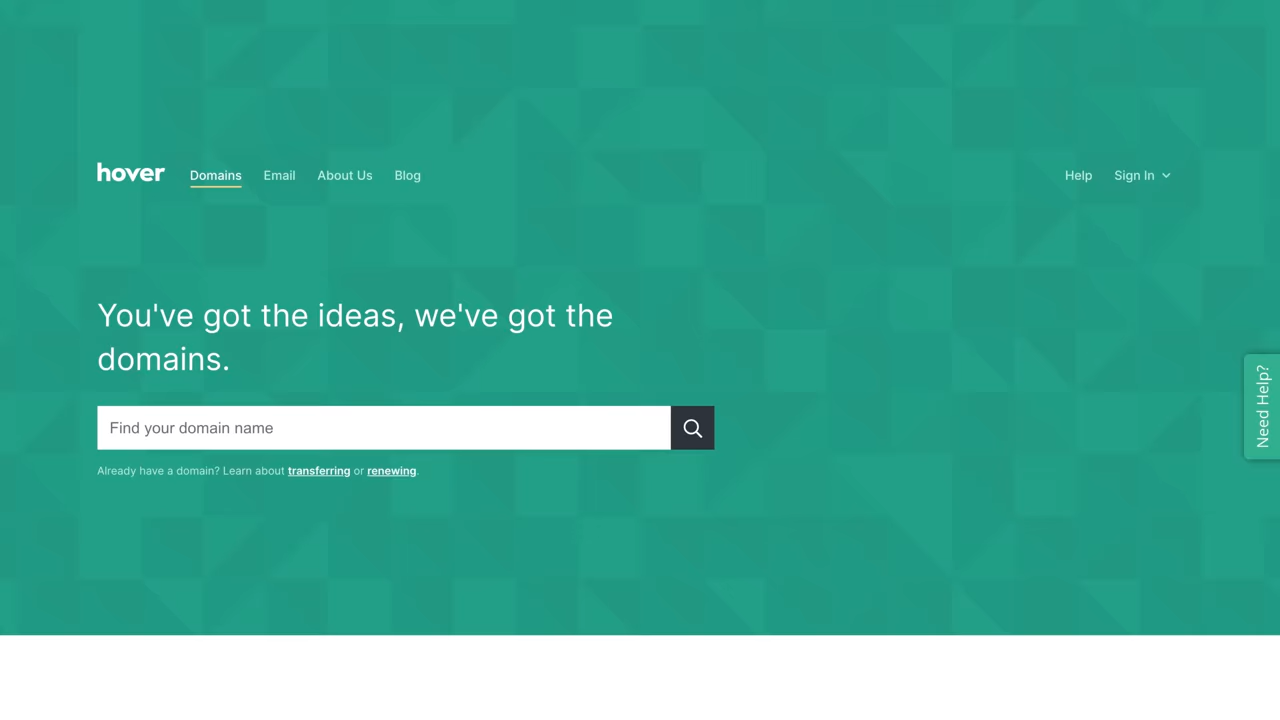 hover Domains Email About Us Blog Help Sign In
You've got the ideas, we've got the
domains.
Find your domain name
Already have a domain? Learn about transferring or renewing.
Need Help?